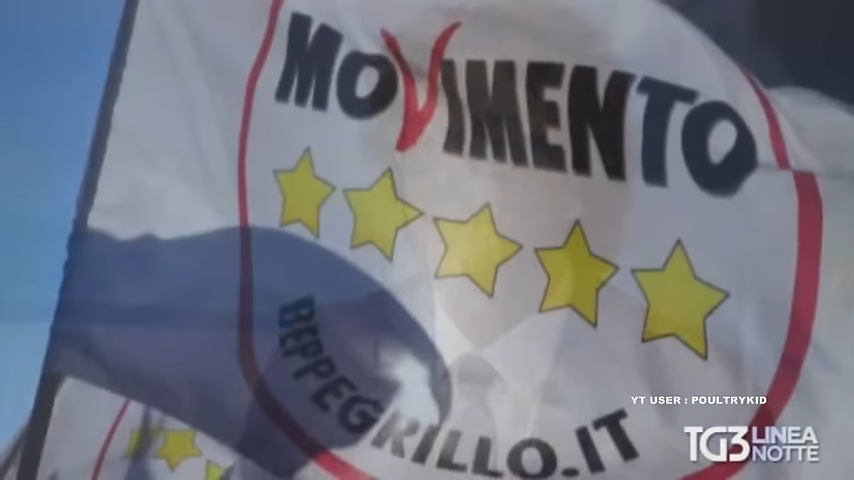 MOVIMENTO
BEPPEGRILLO.IT
YT USER : POULTRYKID
TG3 LINEA
NOTTE